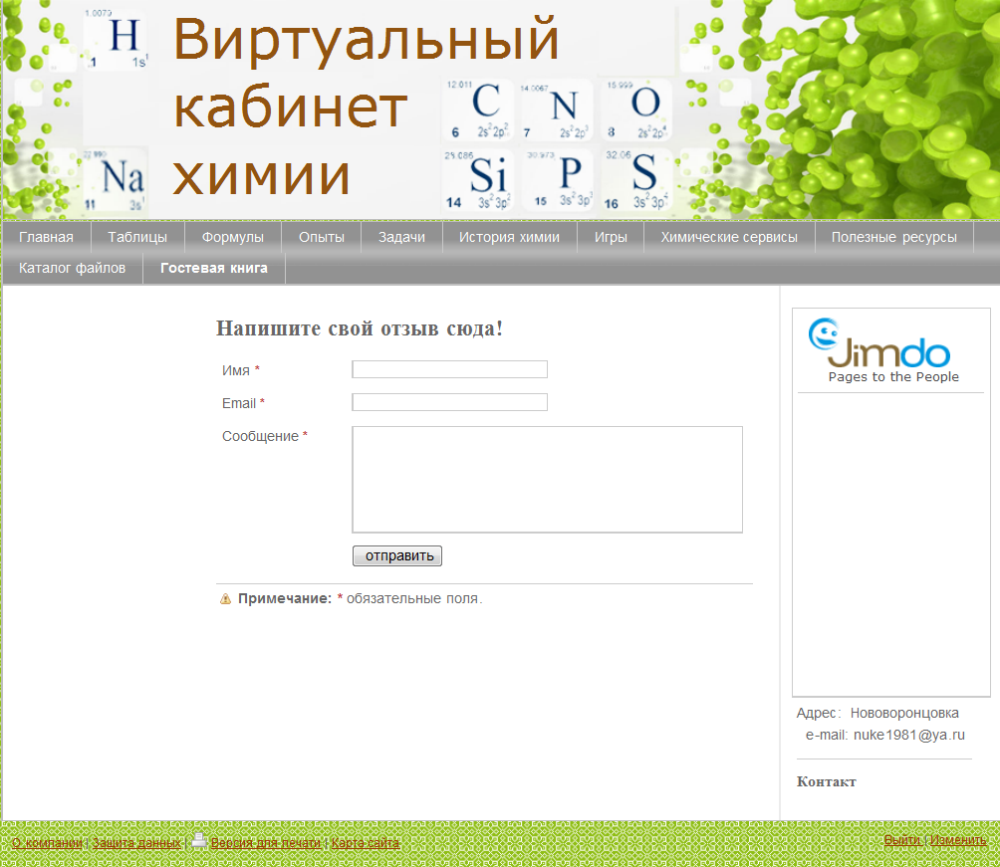 1.0079
H
1 1s¹
Виртуальный
кабинет
химии
12.011 14.0067 15.999
C N O
6 2s²2p² 7 2s²2p³ 8 2s²2p⁴
22.990
Na
11 3s¹
30.973 32.06
Si P S
14 3s²3p² 15 3s²3p³ 16 3s²3p⁴
Главная Таблицы Формулы Опыты Задачи История химии Игры Химические сервисы Полезные ресурсы
Каталог файлов Гостевая книга
Напишите свой отзыв сюда!
Имя *
Email *
Сообщение *
отправить
Примечание: * обязательные поля.
Jimdo
Pages to the People
Адрес: Нововоронцовка
e-mail: nuke1981@ya.ru
Контакт
О компании | Защита данных | Версия для печати | Карта сайта
Выйти | Изменить